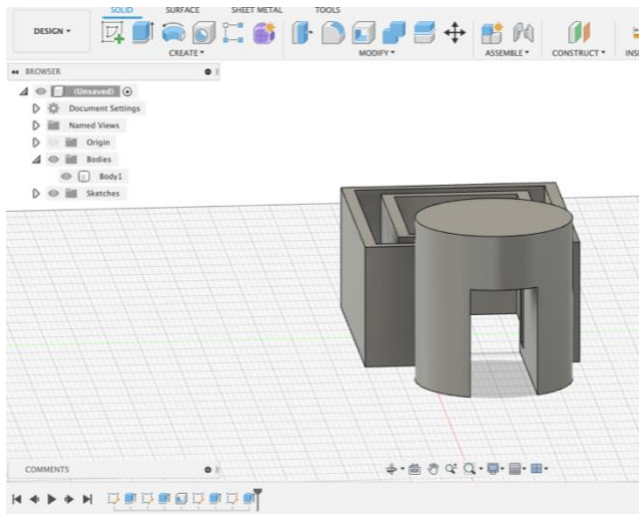 SOLID SURFACE SHEET METAL TOOLS
DESIGN
CREATE MODIFY ASSEMBLE CONSTRUCT INS
BROWSER
(Unsaved)
Document Settings
Named Views
Origin
Bodies
Body1
Sketches
COMMENTS